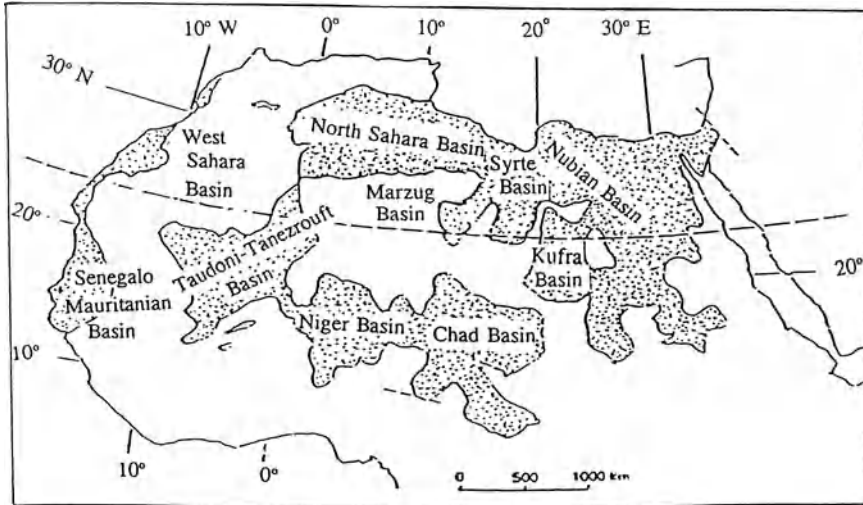 10° W
0°
10°
20°
30° E
30° N
West
Sahara
Basin
North Sahara Basin
Syrte
Basin
Nubian Basin
Marzug
Basin
20°
Taudoni-Tanezrouft
Basin
Kufra
Basin
20°
Senegalo
Mauritanian
Basin
Niger Basin
Chad Basin
10°
10°
0°
0 500 1000 km